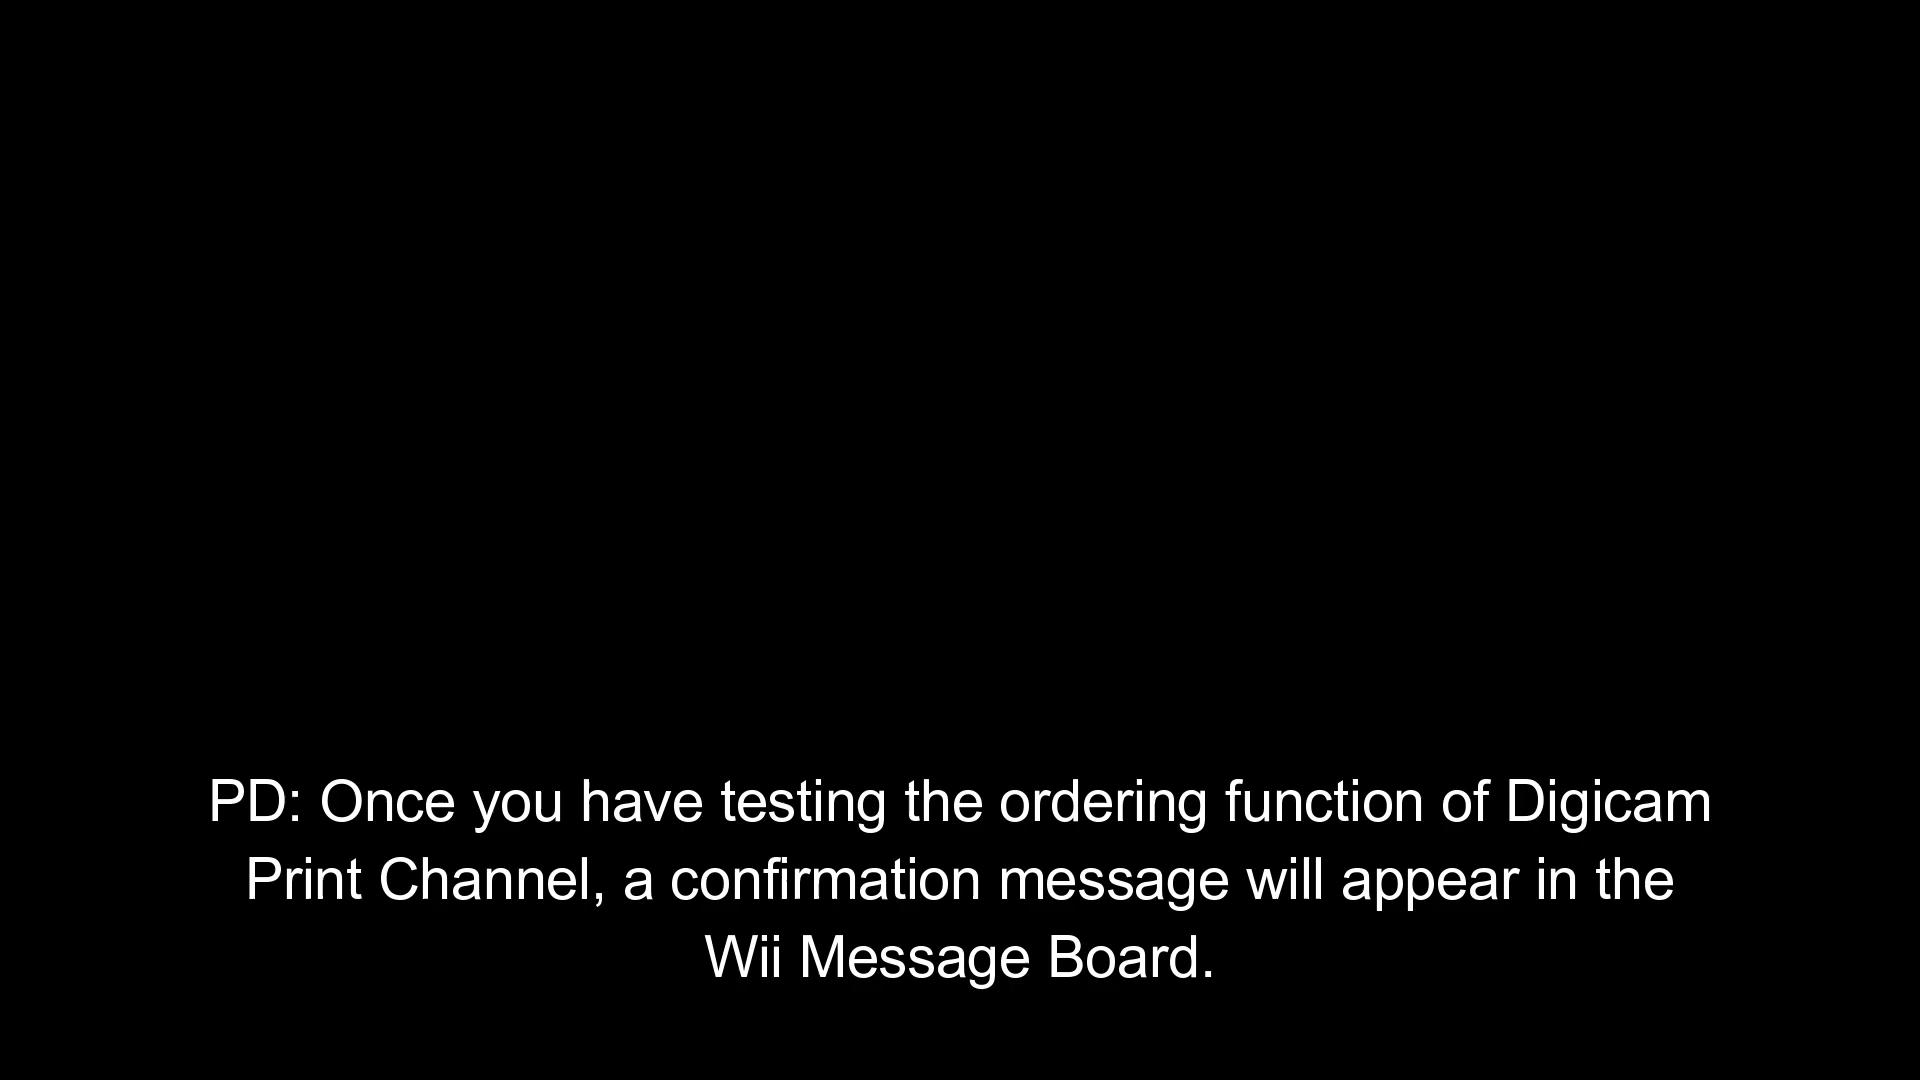 PD: Once you have testing the ordering function of Digicam
Print Channel, a confirmation message will appear in the
Wii Message Board.